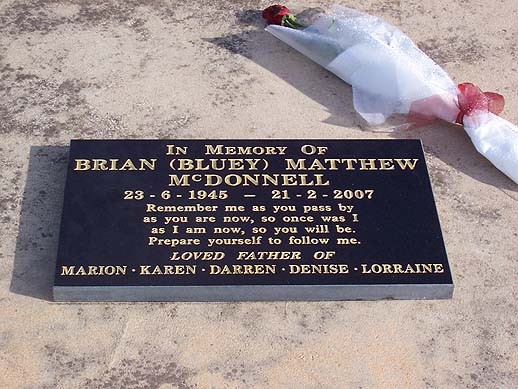 IN MEMORY OF
BRIAN (BLUEY) MATTHEW
McDONNELL
23 - 6 - 1945 — 21 - 2 - 2007
Remember me as you pass by
as you are now, so once was I
as I am now, so you will be.
Prepare yourself to follow me.
LOVED FATHER OF
MARION · KAREN · DARREN · DENISE · LORRAINE